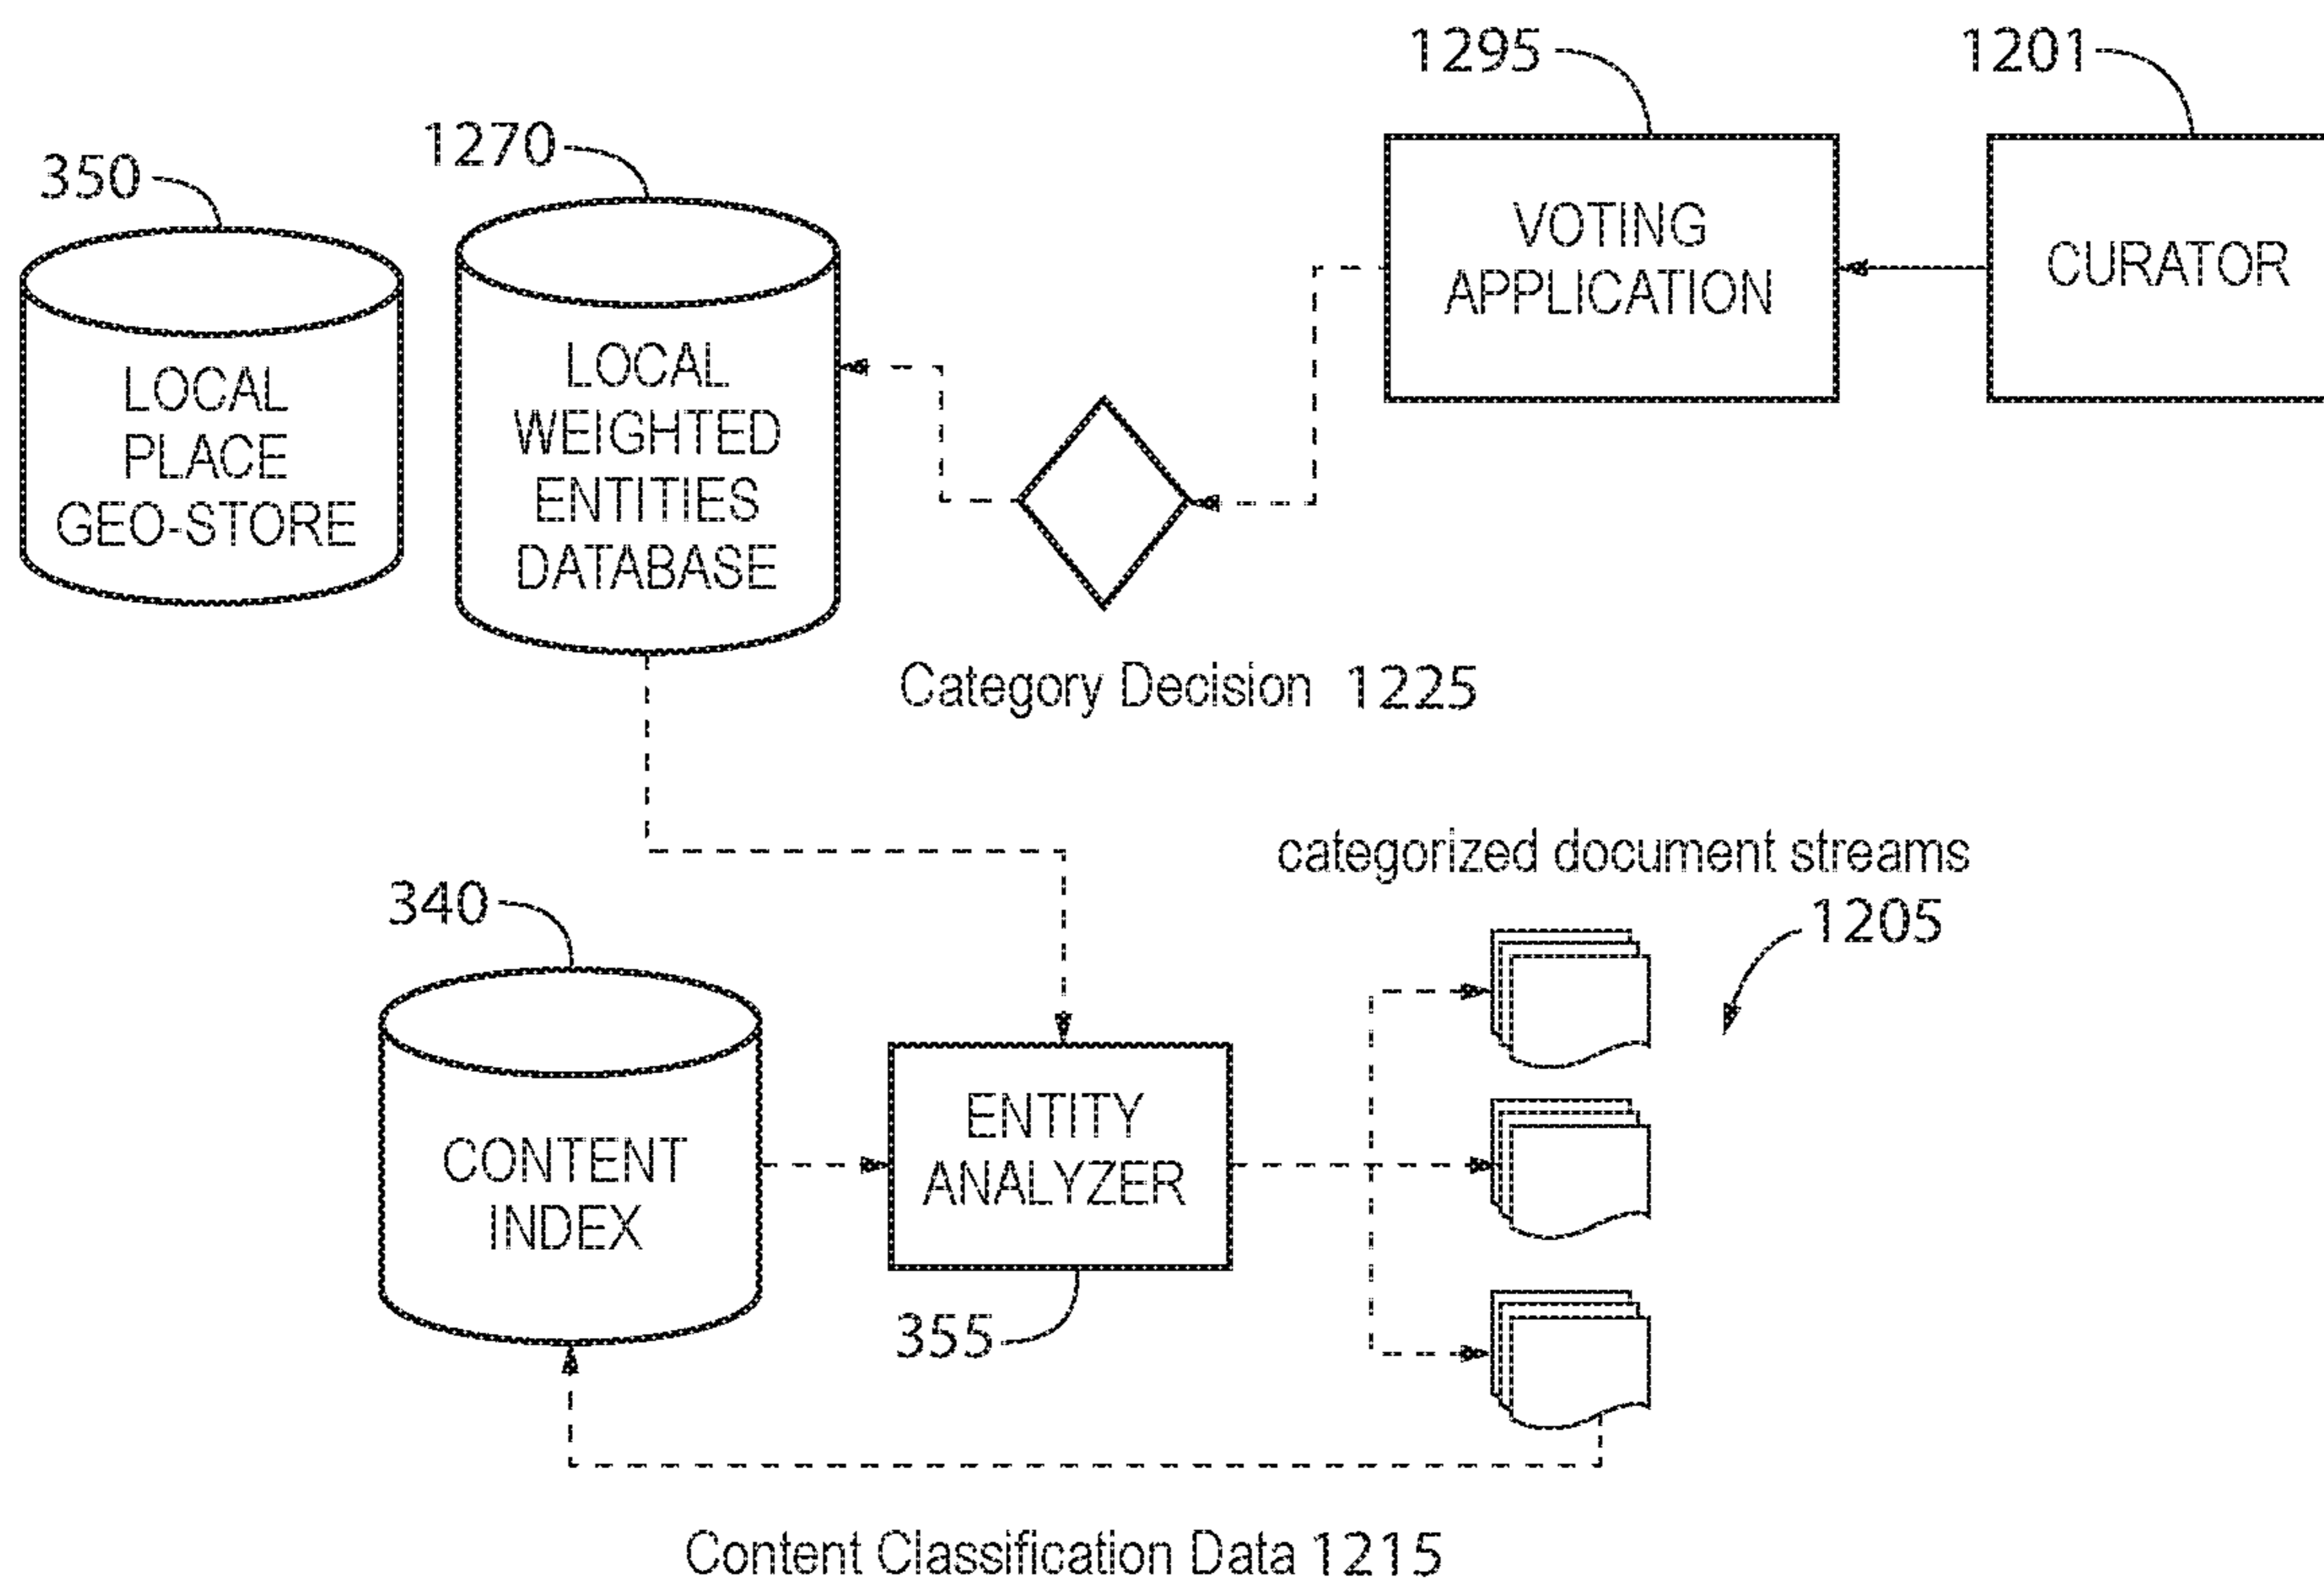 1295
1201
1270
350
VOTING
APPLICATION
CURATOR
LOCAL
PLACE
GEO-STORE
LOCAL
WEIGHTED
ENTITIES
DATABASE
Category Decision 1225
categorized document streams
1205
340
CONTENT
INDEX
ENTITY
ANALYZER
355
Content Classification Data 1215